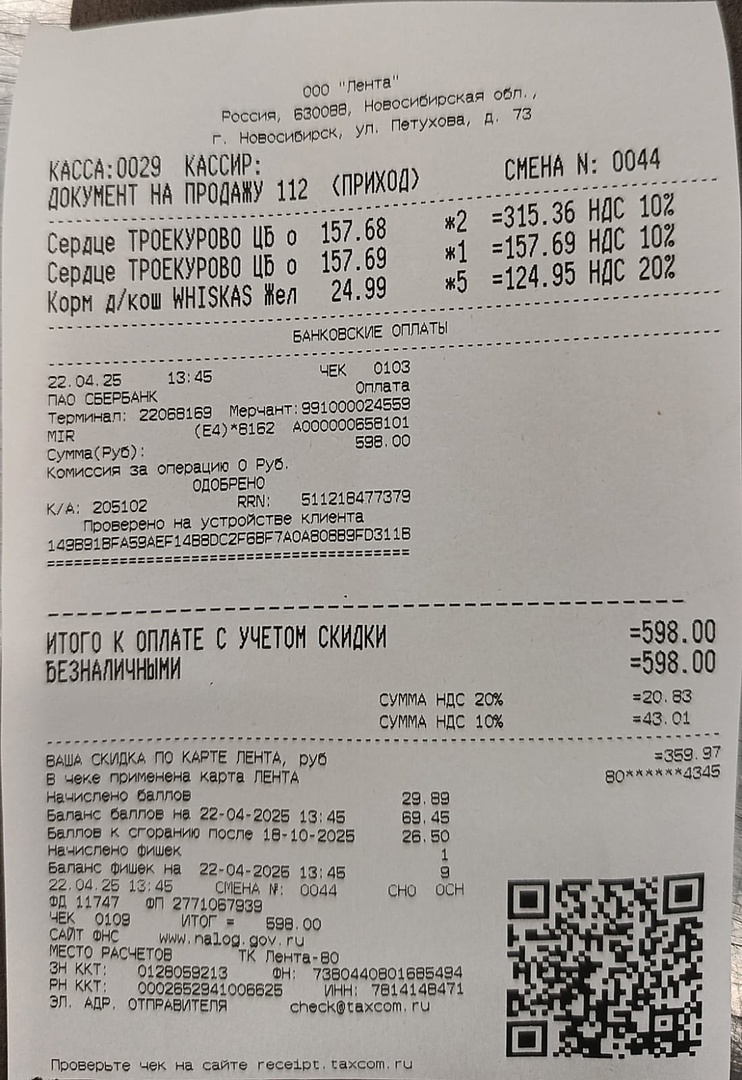 ООО "Лента"
Россия, 630088, Новосибирская обл.,
г. Новосибирск, ул. Петухова, д. 73
КАССА:0029 КАССИР: СМЕНА N: 0044
ДОКУМЕНТ НА ПРОДАЖУ 112 (ПРИХОД)
Сердце ТРОЕКУРОВО ЦБ о 157.68 *2 =315.36 НДС 10%
Сердце ТРОЕКУРОВО ЦБ о 157.69 *1 =157.69 НДС 10%
Корм д/кош WHISKAS Жел 24.99 *5 =124.95 НДС 20%
БАНКОВСКИЕ ОПЛАТЫ
22.04.25 13:45 ЧЕК 0103
ПАО СБЕРБАНК Оплата
Терминал: 22068169 Мерчант:991000024559
MIR (E4)*8162 A000000658101
Сумма(Руб): 598.00
Комиссия за операцию 0 Руб.
ОДОБРЕНО
К/А: 205102 RRN: 511218477379
Проверено на устройстве клиента
149B91BFA59AEF14B8DC2F6BF7A0A80889FD311B
========================================
ИТОГО К ОПЛАТЕ С УЧЕТОМ СКИДКИ =598.00
БЕЗНАЛИЧНЫМИ =598.00
СУММА НДС 20% =20.83
СУММА НДС 10% =43.01
ВАША СКИДКА ПО КАРТЕ ЛЕНТА, руб =359.97
В чеке применена карта ЛЕНТА 80******4345
Начислено баллов 29.89
Баланс баллов на 22-04-2025 13:45 69.45
Баллов к сгоранию после 18-10-2025 26.50
Начислено фишек 1
Баланс фишек на 22-04-2025 13:45 9
22.04.25 13:45 СМЕНА №: 0044 СНО ОСН
ФД 11747 ФП 2771067939
ЧЕК 0109 ИТОГ = 598.00
САЙТ ФНС www.nalog.gov.ru
МЕСТО РАСЧЕТОВ ТК Лента-80
ЗН ККТ: 0128059213 ФН: 7380440801685494
РН ККТ: 0002652941006625 ИНН: 7814148471
ЭЛ. АДР. ОТПРАВИТЕЛЯ check@taxcom.ru
Проверьте чек на сайте receipt.taxcom.ru